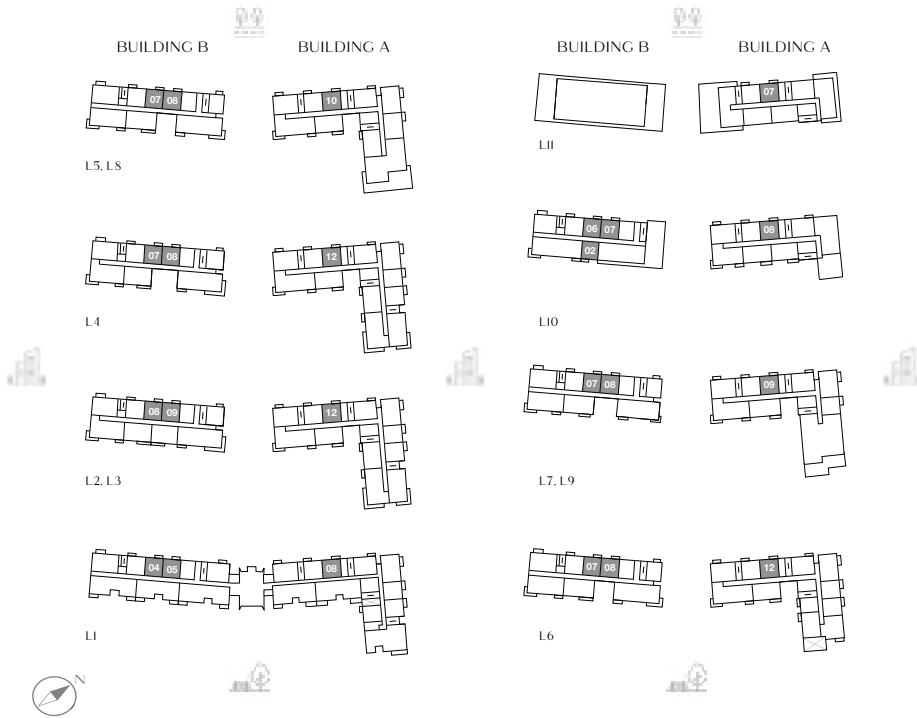 BUILDING B BUILDING A
07 08 10
L5, L8
07 08 12
L4
08 09 12
L2, L3
04 05 08
L1
N
BUILDING B BUILDING A
07
L11
06 07 08
02
L10
07 08 09
L7, L9
07 08 12
L6